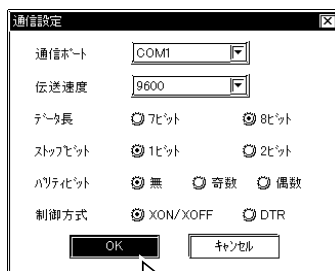 通信設定
通信ﾎﾟｰﾄ COM1
伝送速度 9600
ﾃﾞｰﾀ長 7ﾋﾞｯﾄ 8ﾋﾞｯﾄ
ｽﾄｯﾌﾟﾋﾞｯﾄ 1ﾋﾞｯﾄ 2ﾋﾞｯﾄ
ﾊﾟﾘﾃｨﾋﾞｯﾄ 無 奇数 偶数
制御方式 XON/XOFF DTR
OK ｷｬﾝｾﾙ